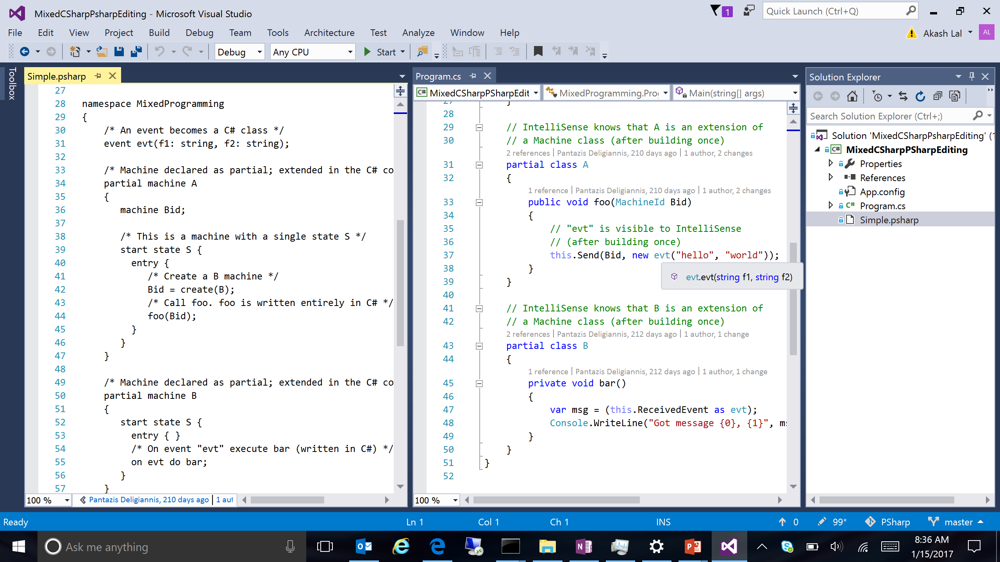 MixedCSharpPsharpEditing - Microsoft Visual Studio
1
Quick Launch (Ctrl+Q)
File Edit View Project Build Debug Team Tools Architecture Test Analyze Window Help
Akash Lal AL
Debug Any CPU Start
Toolbox
Simple.psharp
27
28 namespace MixedProgramming
29 {
30 /* An event becomes a C# class */
31 event evt(f1: string, f2: string);
32
33 /* Machine declared as partial; extended in the C# co
34 partial machine A
35 {
36 machine Bid;
37
38 /* This is a machine with a single state S */
39 start state S {
40 entry {
41 /* Create a B machine */
42 Bid = create(B);
43 /* Call foo. foo is written entirely in C# */
44 foo(Bid);
45 }
46 }
47 }
48
49 /* Machine declared as partial; extended in the C# co
50 partial machine B
51 {
52 start state S {
53 entry { }
54 /* On event "evt" execute bar (written in C#) */
55 on evt do bar;
56 }
57 }
100 % Pantazis Deligiannis, 210 days ago | 1 aut
Program.cs
C# MixedCSharpPSharpEdit MixedProgramming.Prog Main(string[] args)
27 }
28
29 // IntelliSense knows that A is an extension of
30 // a Machine class (after building once)
2 references | Pantazis Deligiannis, 210 days ago | 1 author, 2 changes
31 partial class A
32 {
1 reference | Pantazis Deligiannis, 210 days ago | 1 author, 2 changes
33 public void foo(MachineId Bid)
34 {
35 // "evt" is visible to IntelliSense
36 // (after building once)
37 this.Send(Bid, new evt("hello", "world"));
38 }
evt.evt(string f1, string f2)
39 }
40
41 // IntelliSense knows that B is an extension of
42 // a Machine class (after building once)
2 references | Pantazis Deligiannis, 212 days ago | 1 author, 1 change
43 partial class B
44 {
1 reference | Pantazis Deligiannis, 212 days ago | 1 author, 1 change
45 private void bar()
46 {
47 var msg = (this.ReceivedEvent as evt);
48 Console.WriteLine("Got message {0}, {1}", ms
49 }
50 }
51 }
52
100 %
Solution Explorer
Search Solution Explorer (Ctrl+;)
Solution 'MixedCSharpPsharpEditing' (1
C# MixedCSharpPSharpEditing
Properties
References
App.config
C# Program.cs
Simple.psharp
Ready Ln 1 Col 1 Ch 1 INS 0 99* PSharp master
Ask me anything
8:36 AM
1/15/2017